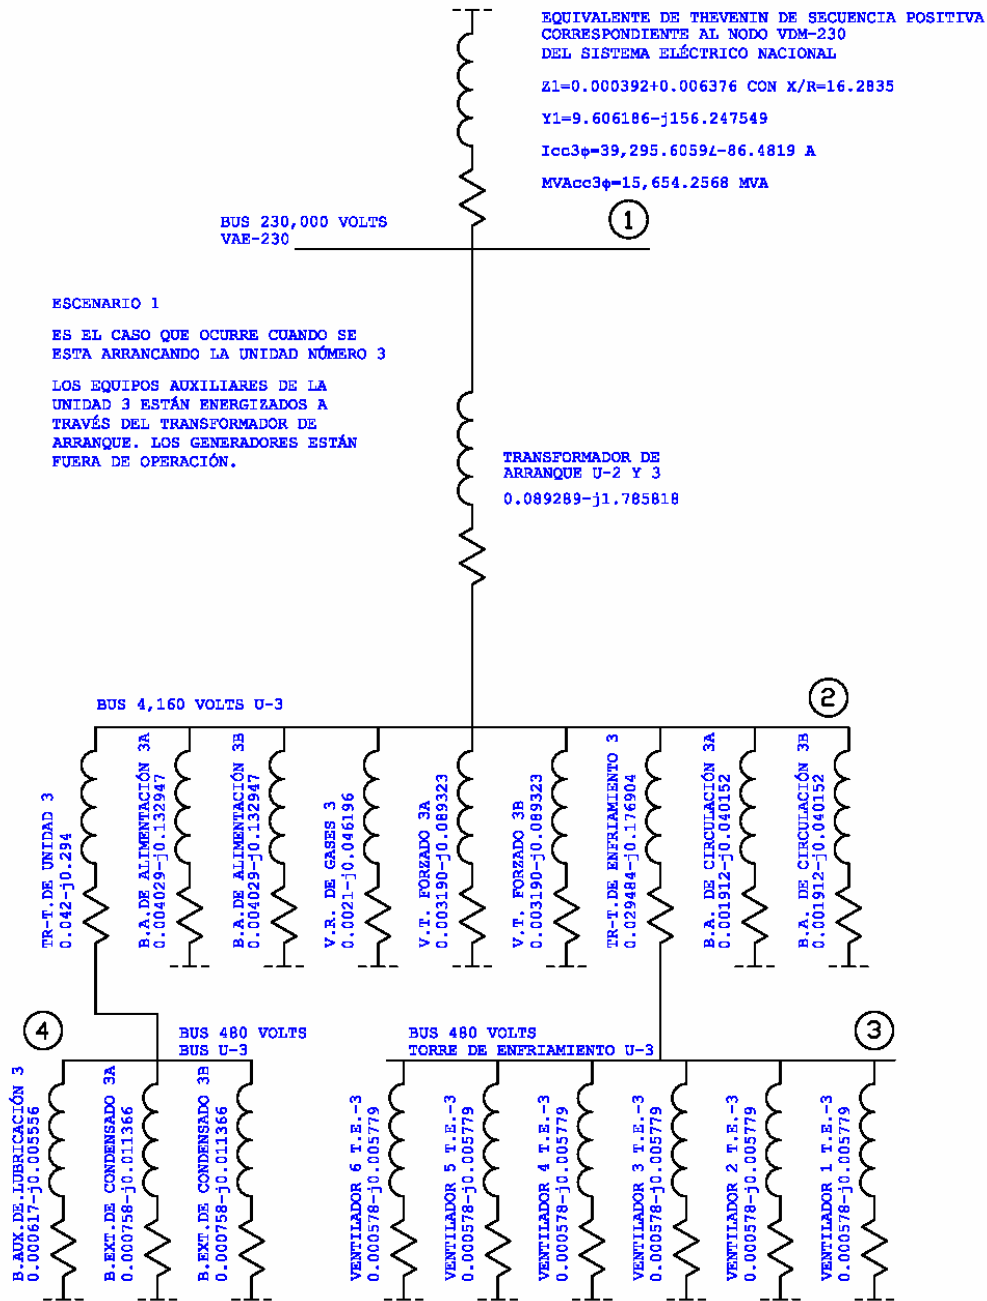 EQUIVALENTE DE THEVENIN DE SECUENCIA POSITIVA
CORRESPONDIENTE AL NODO VDM-230
DEL SISTEMA ELÉCTRICO NACIONAL
Z1=0.000392+0.006376 CON X/R=16.2835
Y1=9.606186-j156.247549
Icc3ϕ=39,295.6059∠-86.4819 A
MVAcc3ϕ=15,654.2568 MVA
BUS 230,000 VOLTS
VAE-230
1
ESCENARIO 1
ES EL CASO QUE OCURRE CUANDO SE
ESTA ARRANCANDO LA UNIDAD NÚMERO 3
LOS EQUIPOS AUXILIARES DE LA
UNIDAD 3 ESTÁN ENERGIZADOS A
TRAVÉS DEL TRANSFORMADOR DE
ARRANQUE. LOS GENERADORES ESTÁN
FUERA DE OPERACIÓN.
TRANSFORMADOR DE
ARRANQUE U-2 Y 3
0.089289-j1.785818
BUS 4,160 VOLTS U-3
2
TR-T.DE UNIDAD 3
0.042-j0.294
B.A.DE ALIMENTACIÓN 3A
0.004029-j0.132947
B.A.DE ALIMENTACIÓN 3B
0.004029-j0.132947
V.R. DE GASES 3
0.0021-j0.046196
V.T. FORZADO 3A
0.003190-j0.089323
V.T. FORZADO 3B
0.003190-j0.089323
TR-T.DE ENFRIAMIENTO 3
0.029484-j0.176904
B.A. DE CIRCULACIÓN 3A
0.001912-j0.040152
B.A. DE CIRCULACIÓN 3B
0.001912-j0.040152
4
BUS 480 VOLTS
BUS U-3
BUS 480 VOLTS
TORRE DE ENFRIAMIENTO U-3
3
B.AUX.DE.LUBRICACIÓN 3
0.000617-j0.005556
B.EXT.DE CONDENSADO 3A
0.000758-j0.011366
B.EXT.DE CONDENSADO 3B
0.000758-j0.011366
VENTILADOR 6 T.E.-3
0.000578-j0.005779
VENTILADOR 5 T.E.-3
0.000578-j0.005779
VENTILADOR 4 T.E.-3
0.000578-j0.005779
VENTILADOR 3 T.E.-3
0.000578-j0.005779
VENTILADOR 2 T.E.-3
0.000578-j0.005779
VENTILADOR 1 T.E.-3
0.000578-j0.005779